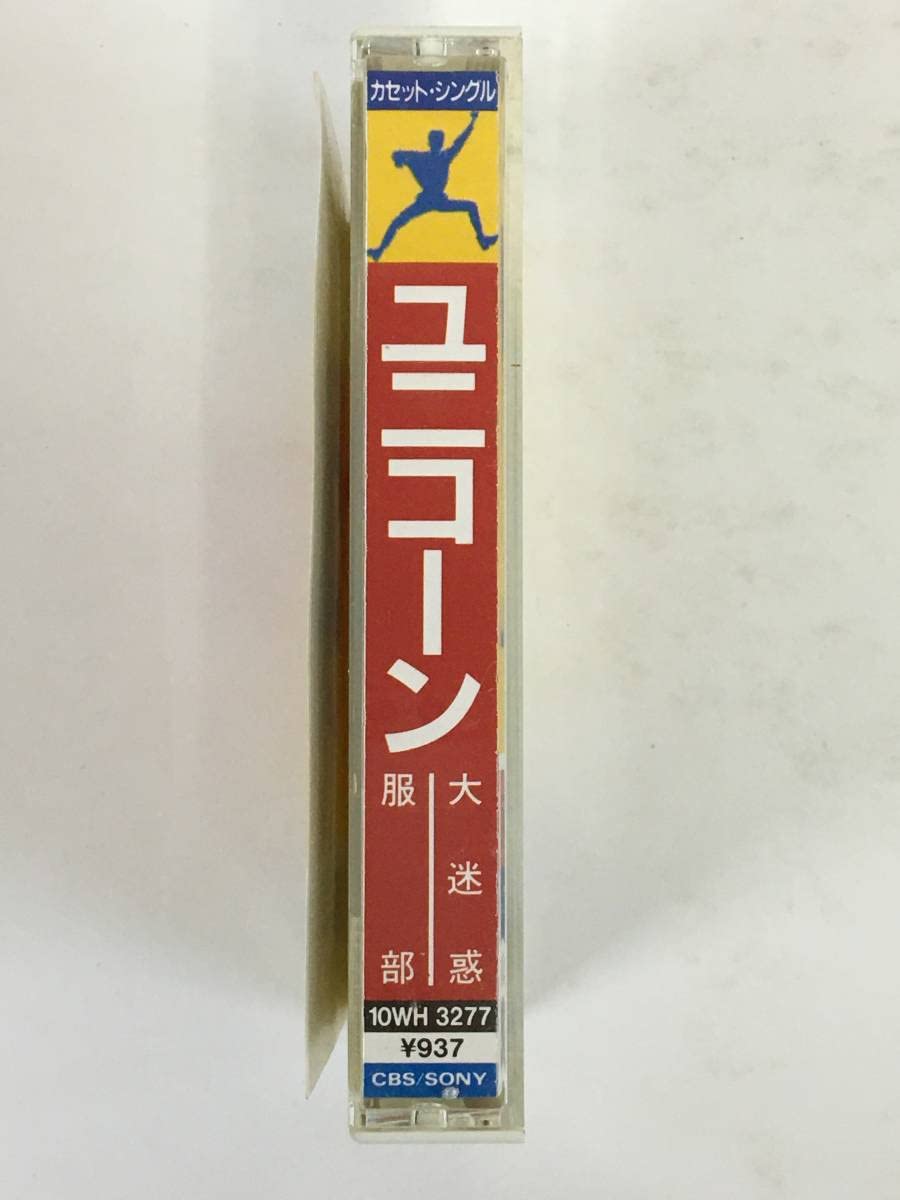 カセット・シングル
ユニコーン
大迷惑
服部
10WH 3277
¥937
CBS/SONY